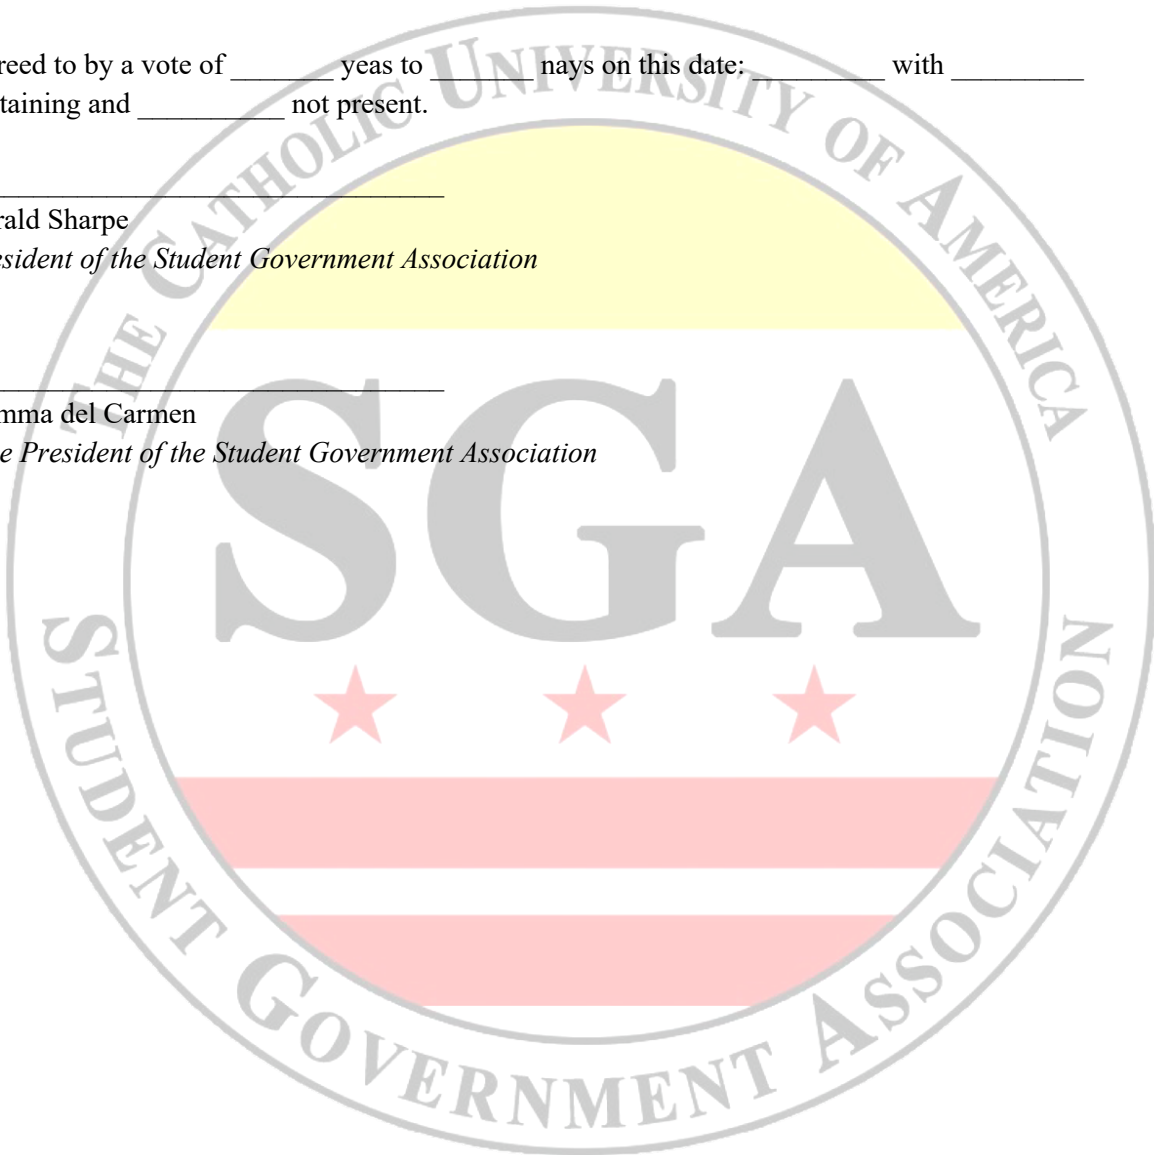 reed to by a vote of _______ yeas to _______ nays on this date: _________ with _________
taining and __________ not present.
rald Sharpe
esident of the Student Government Association
mma del Carmen
e President of the Student Government Association
THE CATHOLIC UNIVERSITY OF AMERICA
SGA
STUDENT GOVERNMENT ASSOCIATION